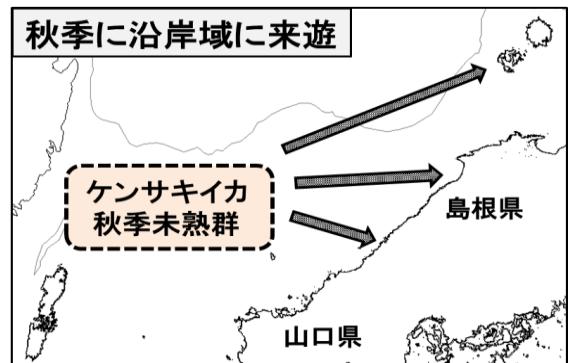 秋季に沿岸域に来遊
ケンサキイカ
秋季未熟群
島根県
山口県